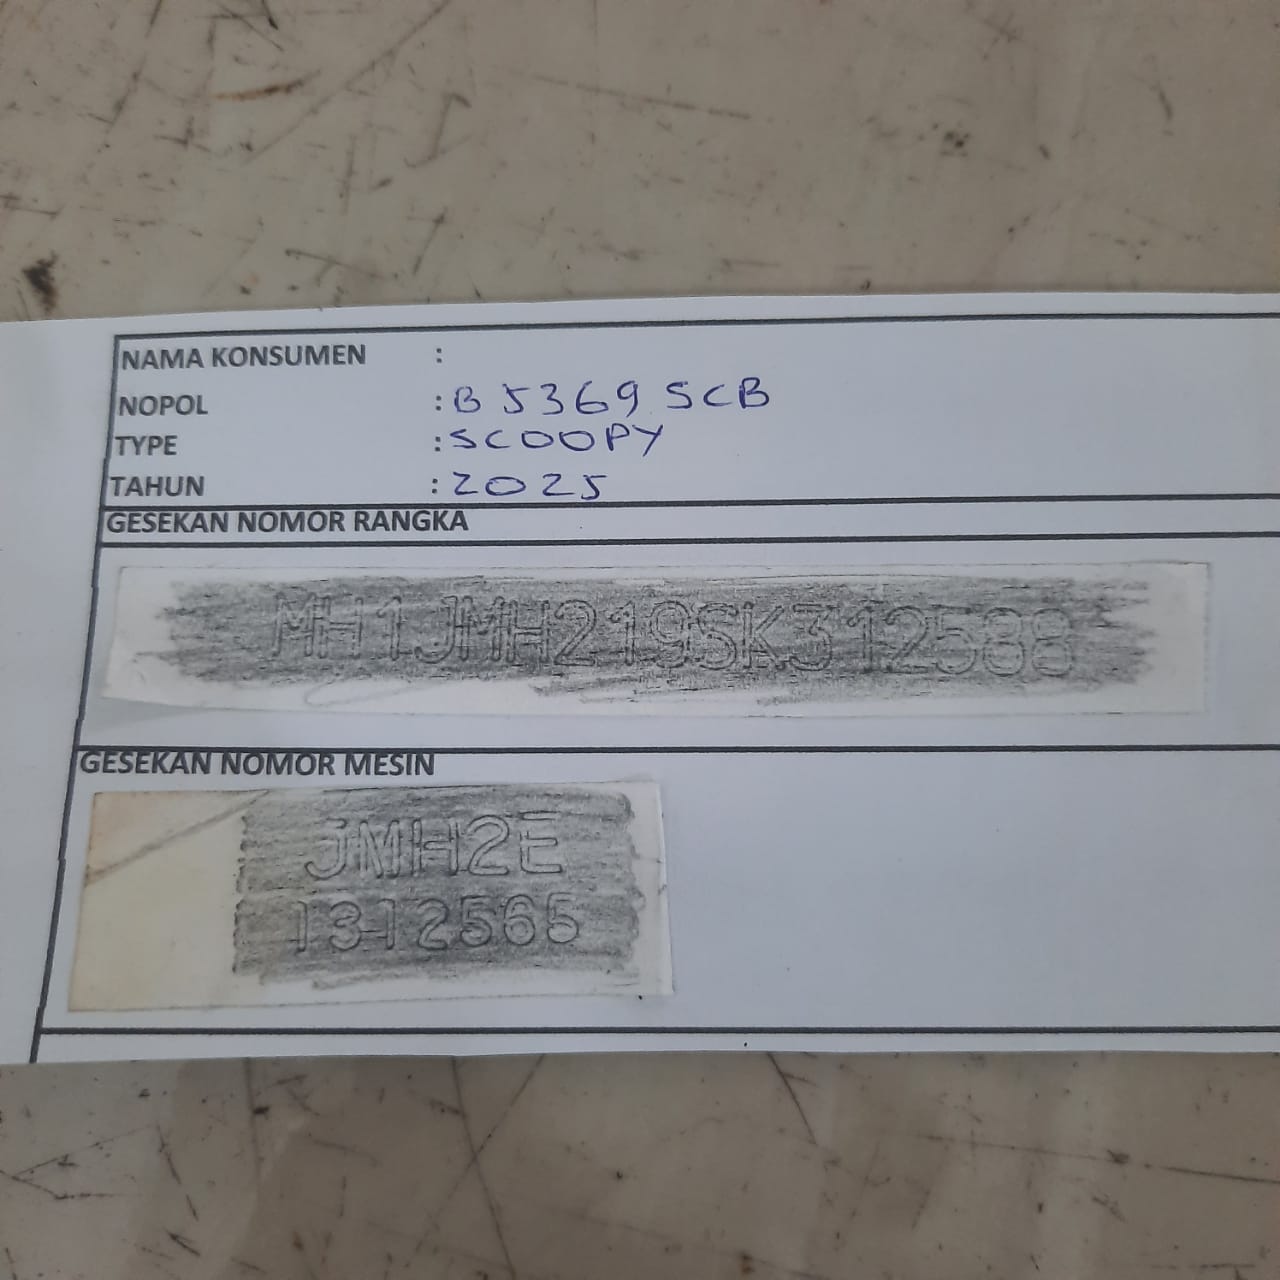 NAMA KONSUMEN :
NOPOL : B 5369 SCB
TYPE : SCOOPY
TAHUN : 2025
GESEKAN NOMOR RANGKA
MH1JMH219SK312588
GESEKAN NOMOR MESIN
JMH2E
1312565